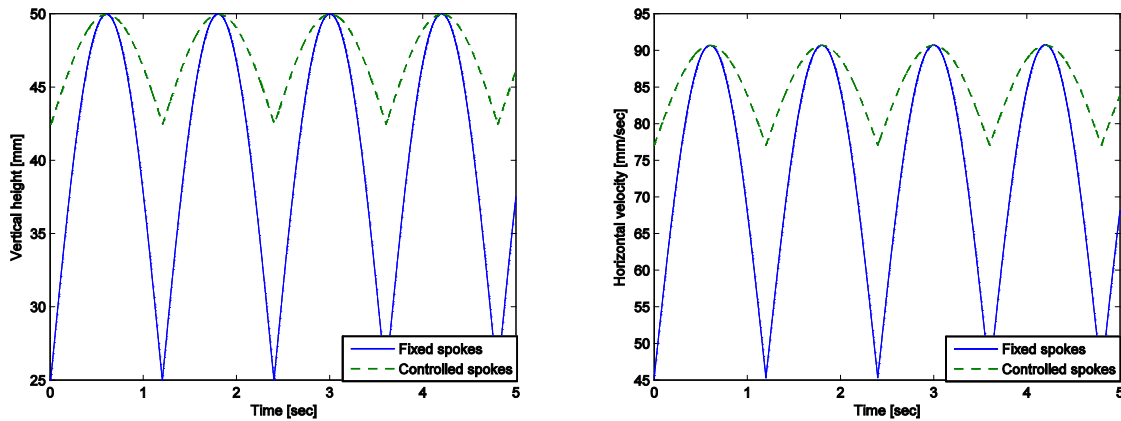 50
45
40
35
30
25
Vertical height [mm]
0 1 2 3 4 5
Time [sec]
Fixed spokes
Controlled spokes
95
90
85
80
75
70
65
60
55
50
45
Horizontal velocity [mm/sec]
0 1 2 3 4 5
Time [sec]
Fixed spokes
Controlled spokes